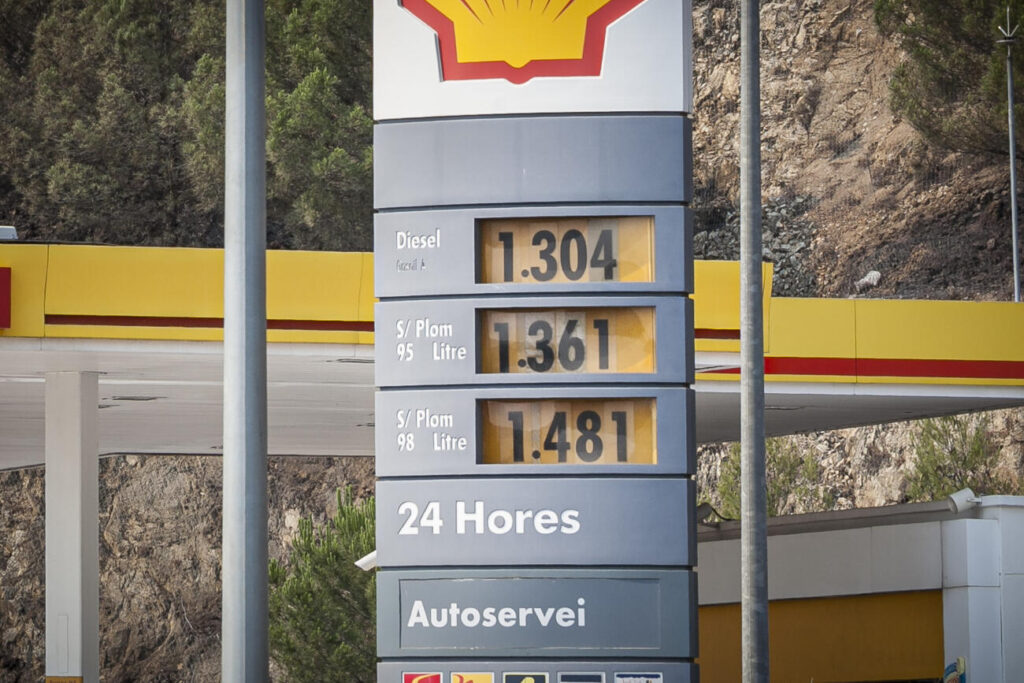 Diesel
1.304
S/Plom
95 Litre
1.361
S/Plom
98 Litre
1.481
24 Hores
Autoservei